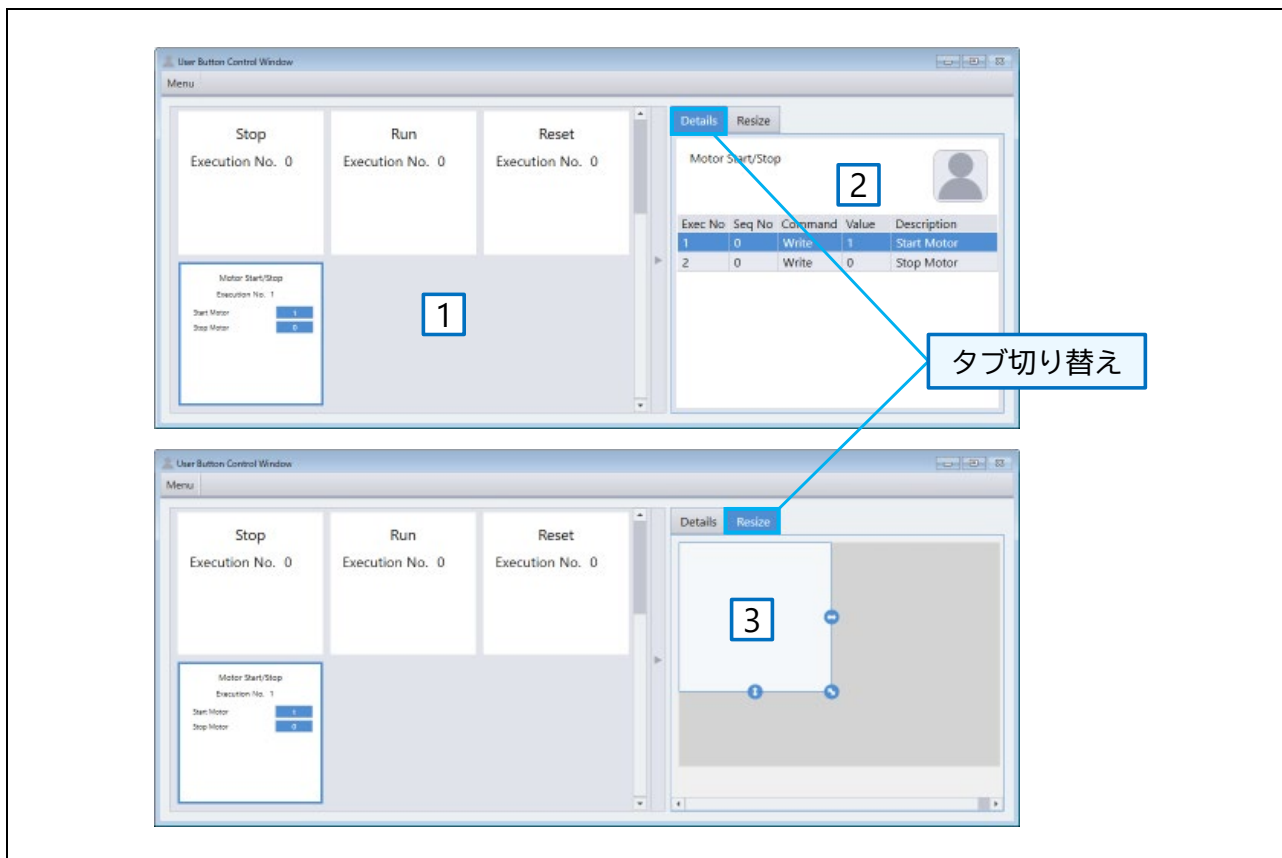 User Button Control Window
Menu
Stop
Execution No. 0
Run
Execution No. 0
Reset
Execution No. 0
Motor Start/Stop
Execution No. 1
Start Motor 1
Stop Motor 0
1
Details Resize
Motor Start/Stop
2
Exec No Seq No Command Value Description
1 0 Write 1 Start Motor
2 0 Write 0 Stop Motor
タブ切り替え
User Button Control Window
Menu
Stop
Execution No. 0
Run
Execution No. 0
Reset
Execution No. 0
Motor Start/Stop
Execution No. 1
Start Motor 1
Stop Motor 0
Details Resize
3